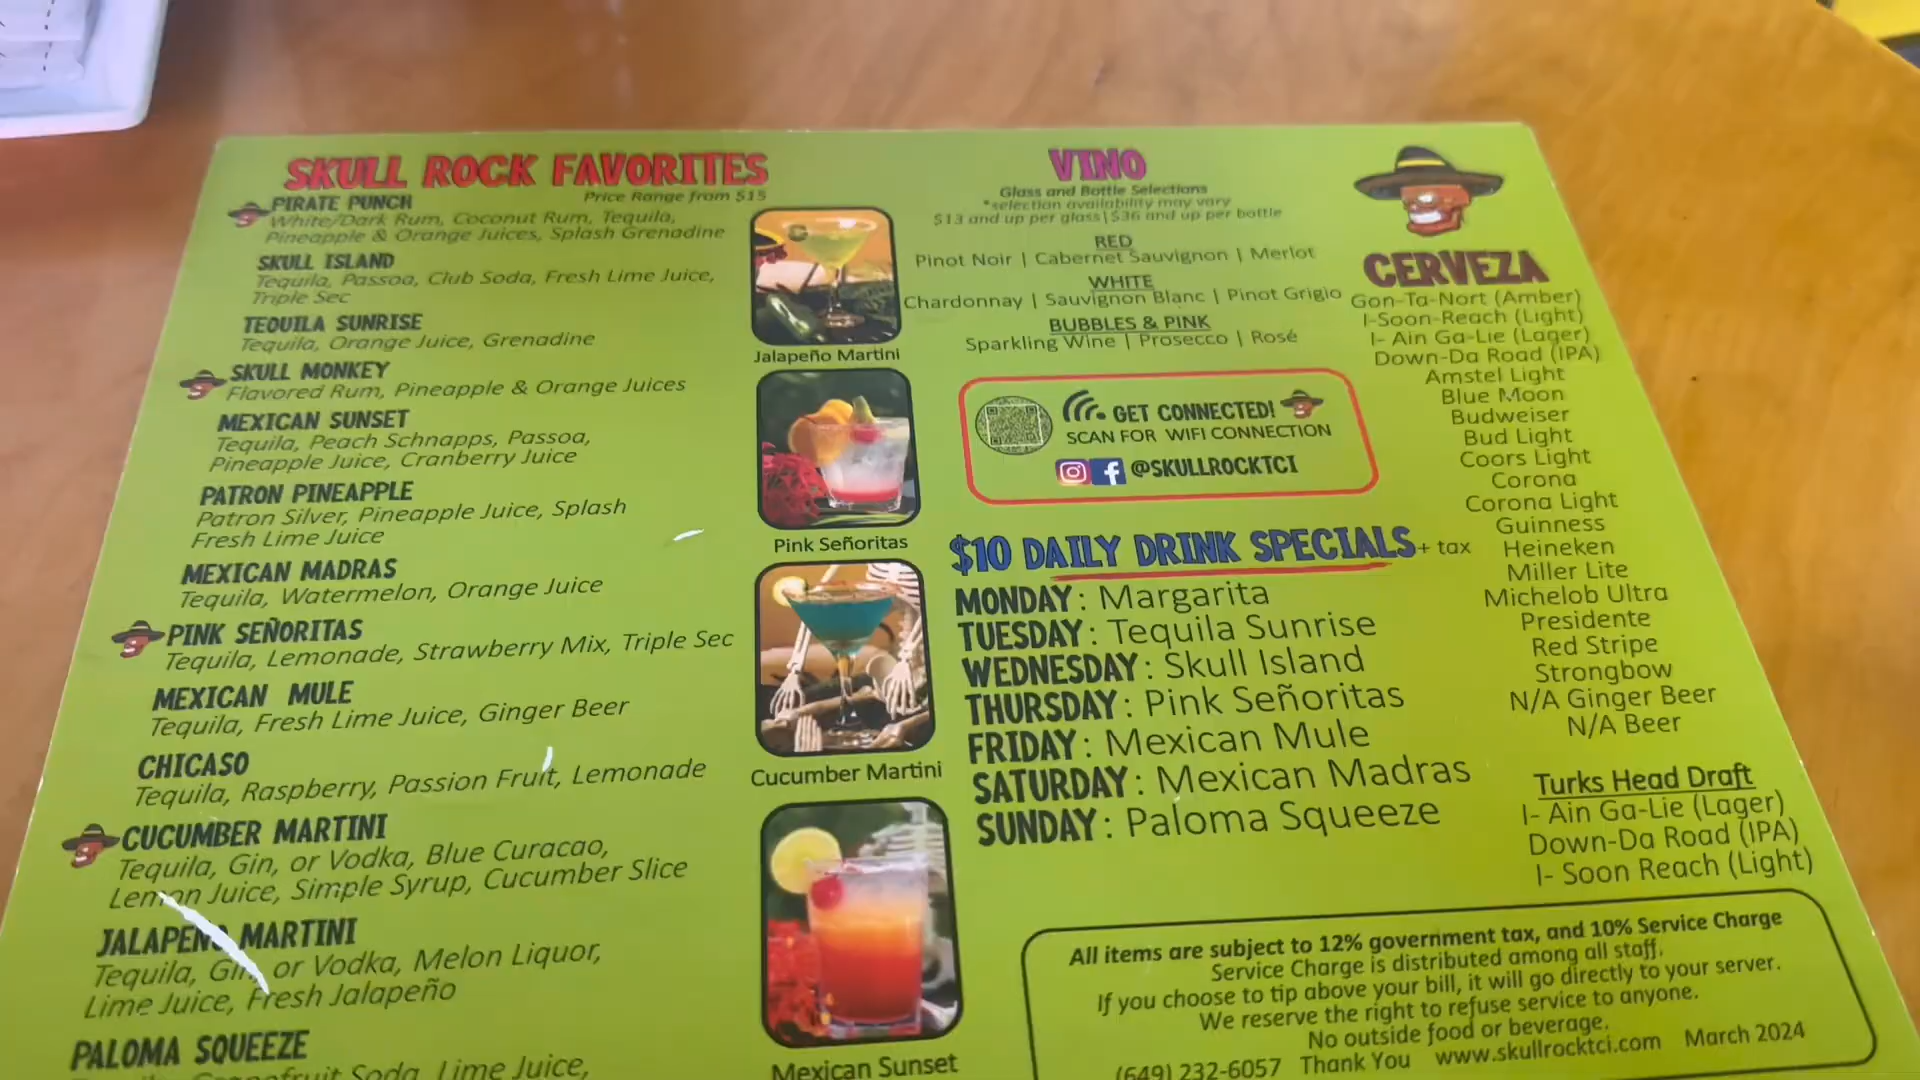 SKULL ROCK FAVORITES
Price Range from $15
PIRATE PUNCH
White/Dark Rum, Coconut Rum, Tequila,
Pineapple & Orange Juices, Splash Grenadine
SKULL ISLAND
Tequila, Passoa, Club Soda, Fresh Lime Juice,
Triple Sec
TEQUILA SUNRISE
Tequila, Orange Juice, Grenadine
SKULL MONKEY
Flavored Rum, Pineapple & Orange Juices
MEXICAN SUNSET
Tequila, Peach Schnapps, Passoa,
Pineapple Juice, Cranberry Juice
PATRON PINEAPPLE
Patron Silver, Pineapple Juice, Splash
Fresh Lime Juice
MEXICAN MADRAS
Tequila, Watermelon, Orange Juice
PINK SEÑORITAS
Tequila, Lemonade, Strawberry Mix, Triple Sec
MEXICAN MULE
Tequila, Fresh Lime Juice, Ginger Beer
CHICASO
Tequila, Raspberry, Passion Fruit, Lemonade
CUCUMBER MARTINI
Tequila, Gin, or Vodka, Blue Curacao,
Lemon Juice, Simple Syrup, Cucumber Slice
JALAPENO MARTINI
Tequila, Gin, or Vodka, Melon Liquor,
Lime Juice, Fresh Jalapeño
PALOMA SQUEEZE
Tequila, Grapefruit Soda, Lime Juice,
Jalapeño Martini
Pink Señoritas
Cucumber Martini
Mexican Sunset
VINO
Glass and Bottle Selections
*selection availability may vary
$13 and up per glass | $36 and up per bottle
RED
Pinot Noir | Cabernet Sauvignon | Merlot
WHITE
Chardonnay | Sauvignon Blanc | Pinot Grigio
BUBBLES & PINK
Sparkling Wine | Prosecco | Rosé
GET CONNECTED!
SCAN FOR WIFI CONNECTION
@SKULLROCKTCI
$10 DAILY DRINK SPECIALS + tax
MONDAY: Margarita
TUESDAY: Tequila Sunrise
WEDNESDAY: Skull Island
THURSDAY: Pink Señoritas
FRIDAY: Mexican Mule
SATURDAY: Mexican Madras
SUNDAY: Paloma Squeeze
CERVEZA
Gon-Ta-Nort (Amber)
I-Soon-Reach (Light)
I- Ain Ga-Lie (Lager)
Down-Da Road (IPA)
Amstel Light
Blue Moon
Budweiser
Bud Light
Coors Light
Corona
Corona Light
Guinness
Heineken
Miller Lite
Michelob Ultra
Presidente
Red Stripe
Strongbow
N/A Ginger Beer
N/A Beer
Turks Head Draft
I- Ain Ga-Lie (Lager)
Down-Da Road (IPA)
I- Soon Reach (Light)
All items are subject to 12% government tax, and 10% Service Charge
Service Charge is distributed among all staff.
If you choose to tip above your bill, it will go directly to your server.
We reserve the right to refuse service to anyone.
No outside food or beverage.
(649) 232-6057 Thank You www.skullrocktci.com March 2024